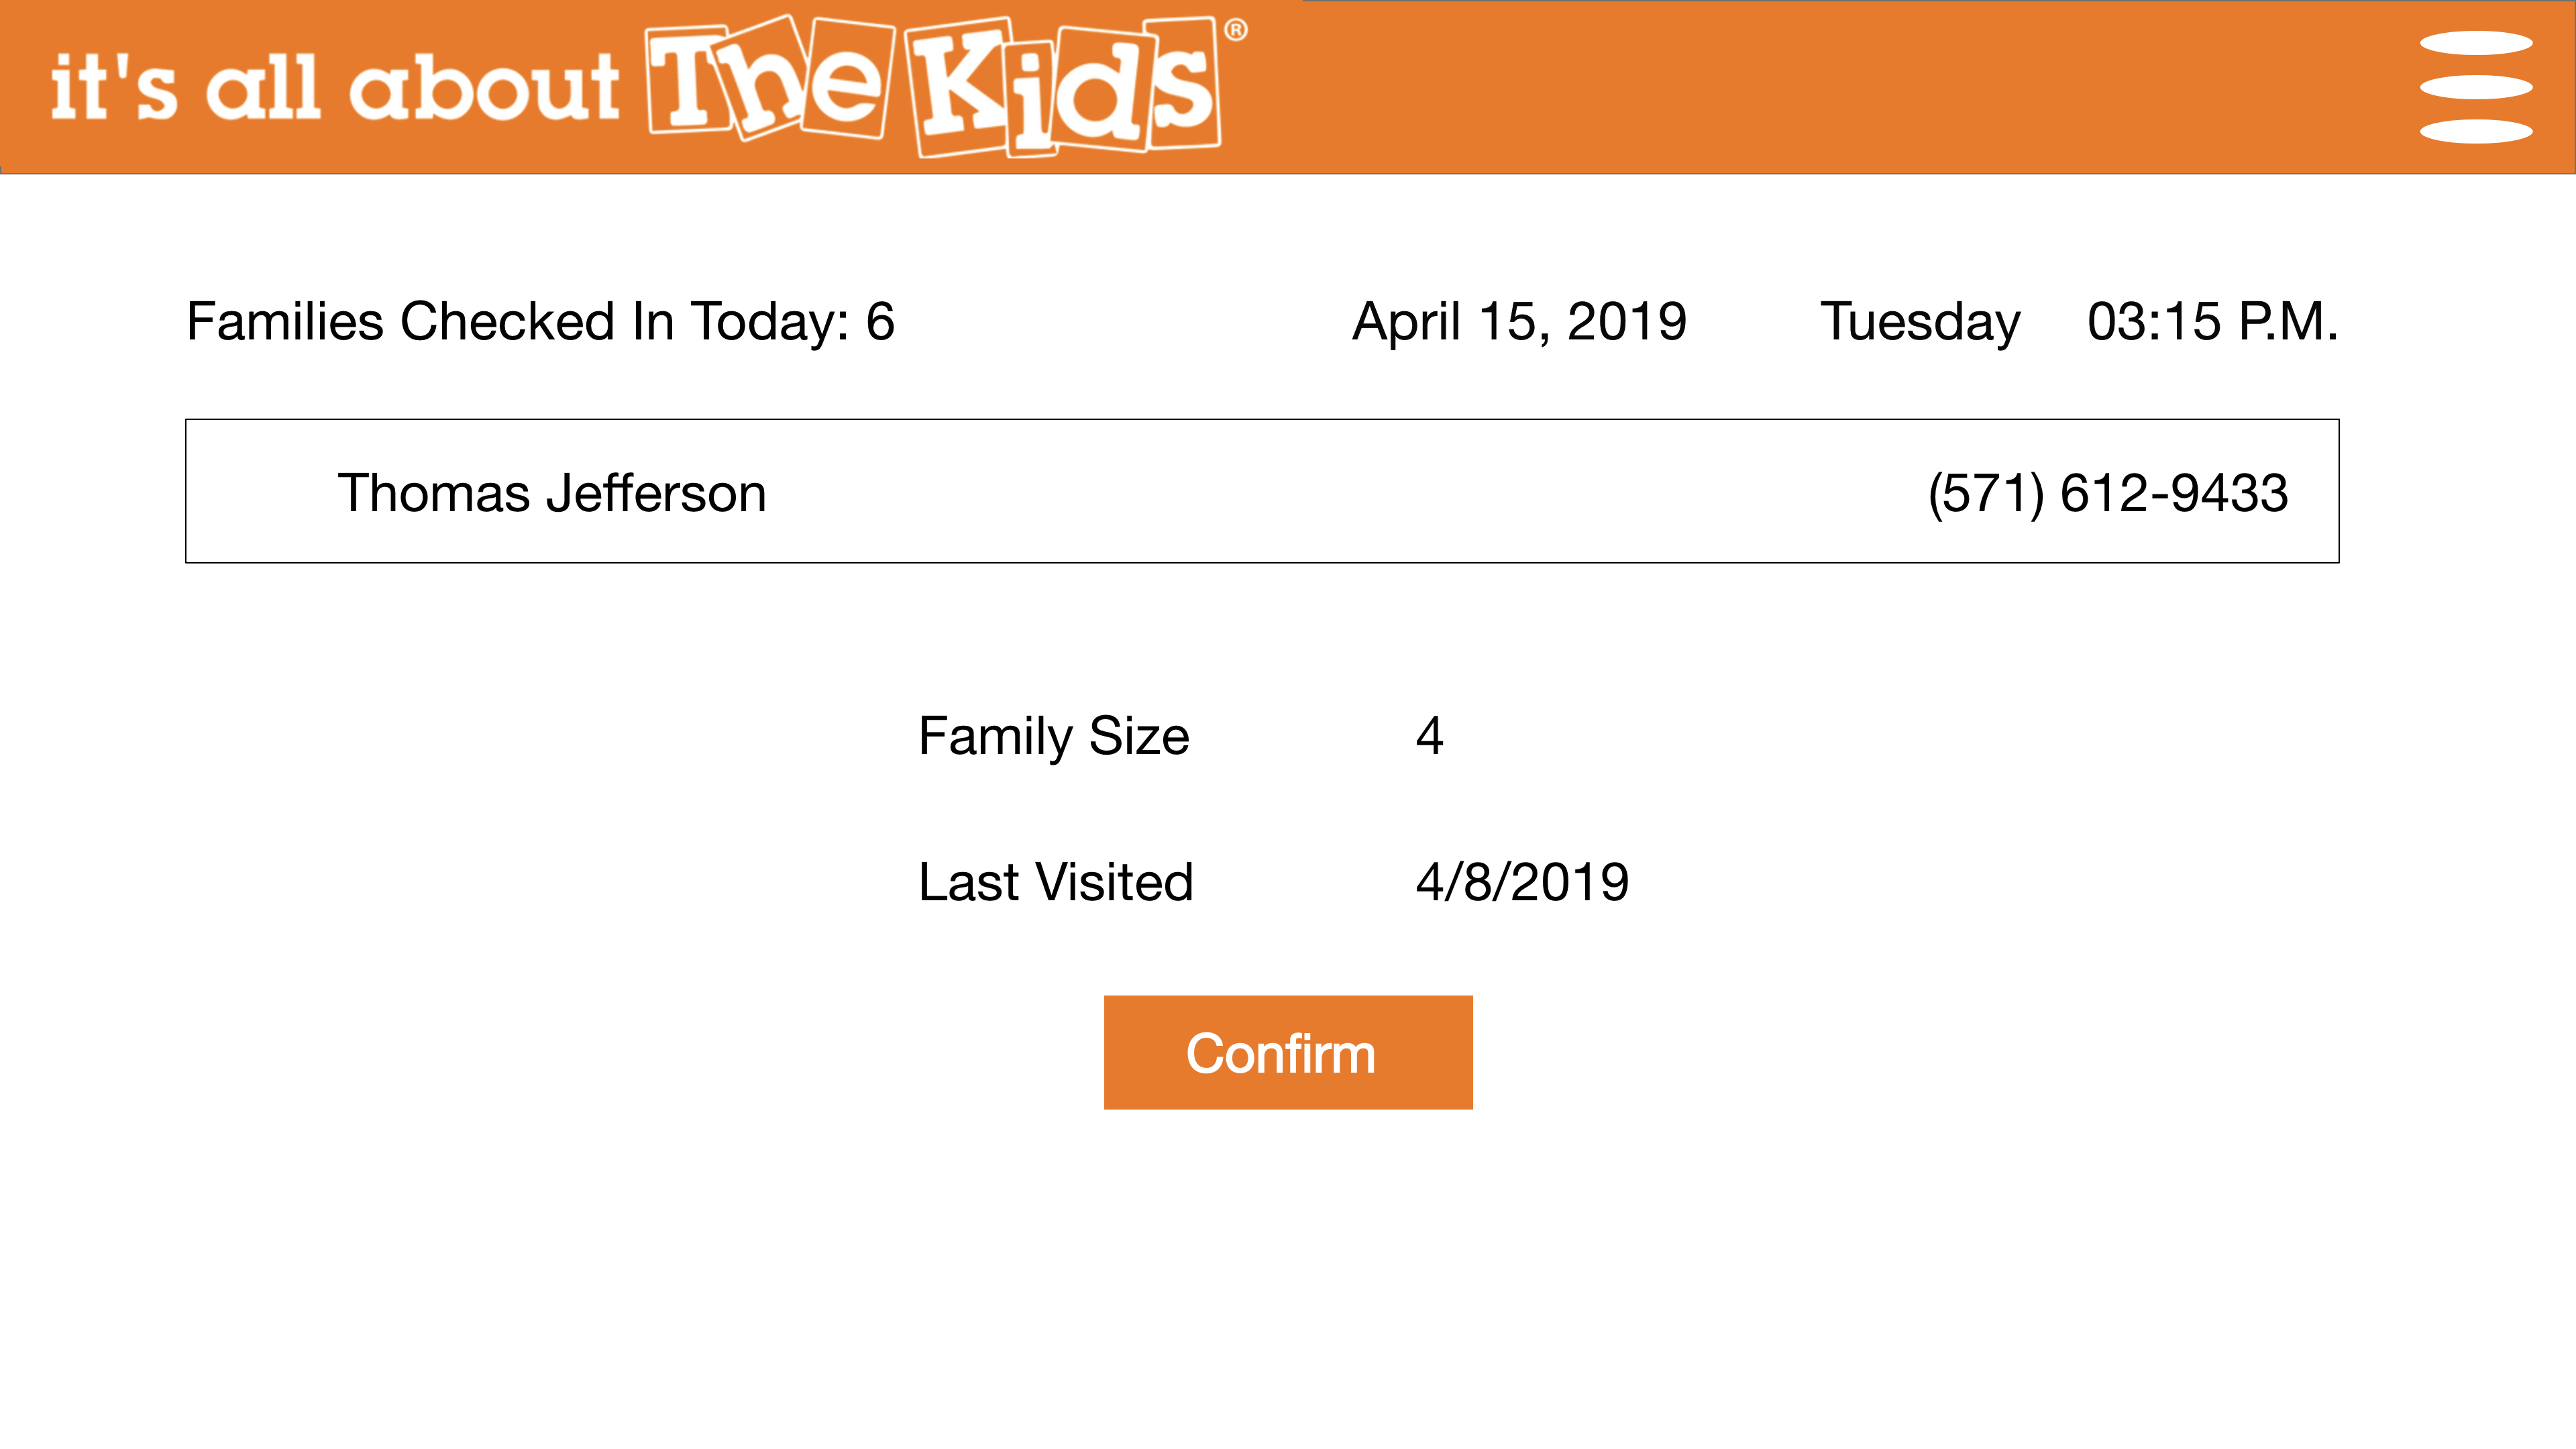 it's all about The Kids®
Families Checked In Today: 6 April 15, 2019 Tuesday 03:15 P.M.
Thomas Jefferson (571) 612-9433
Family Size 4
Last Visited 4/8/2019
Confirm